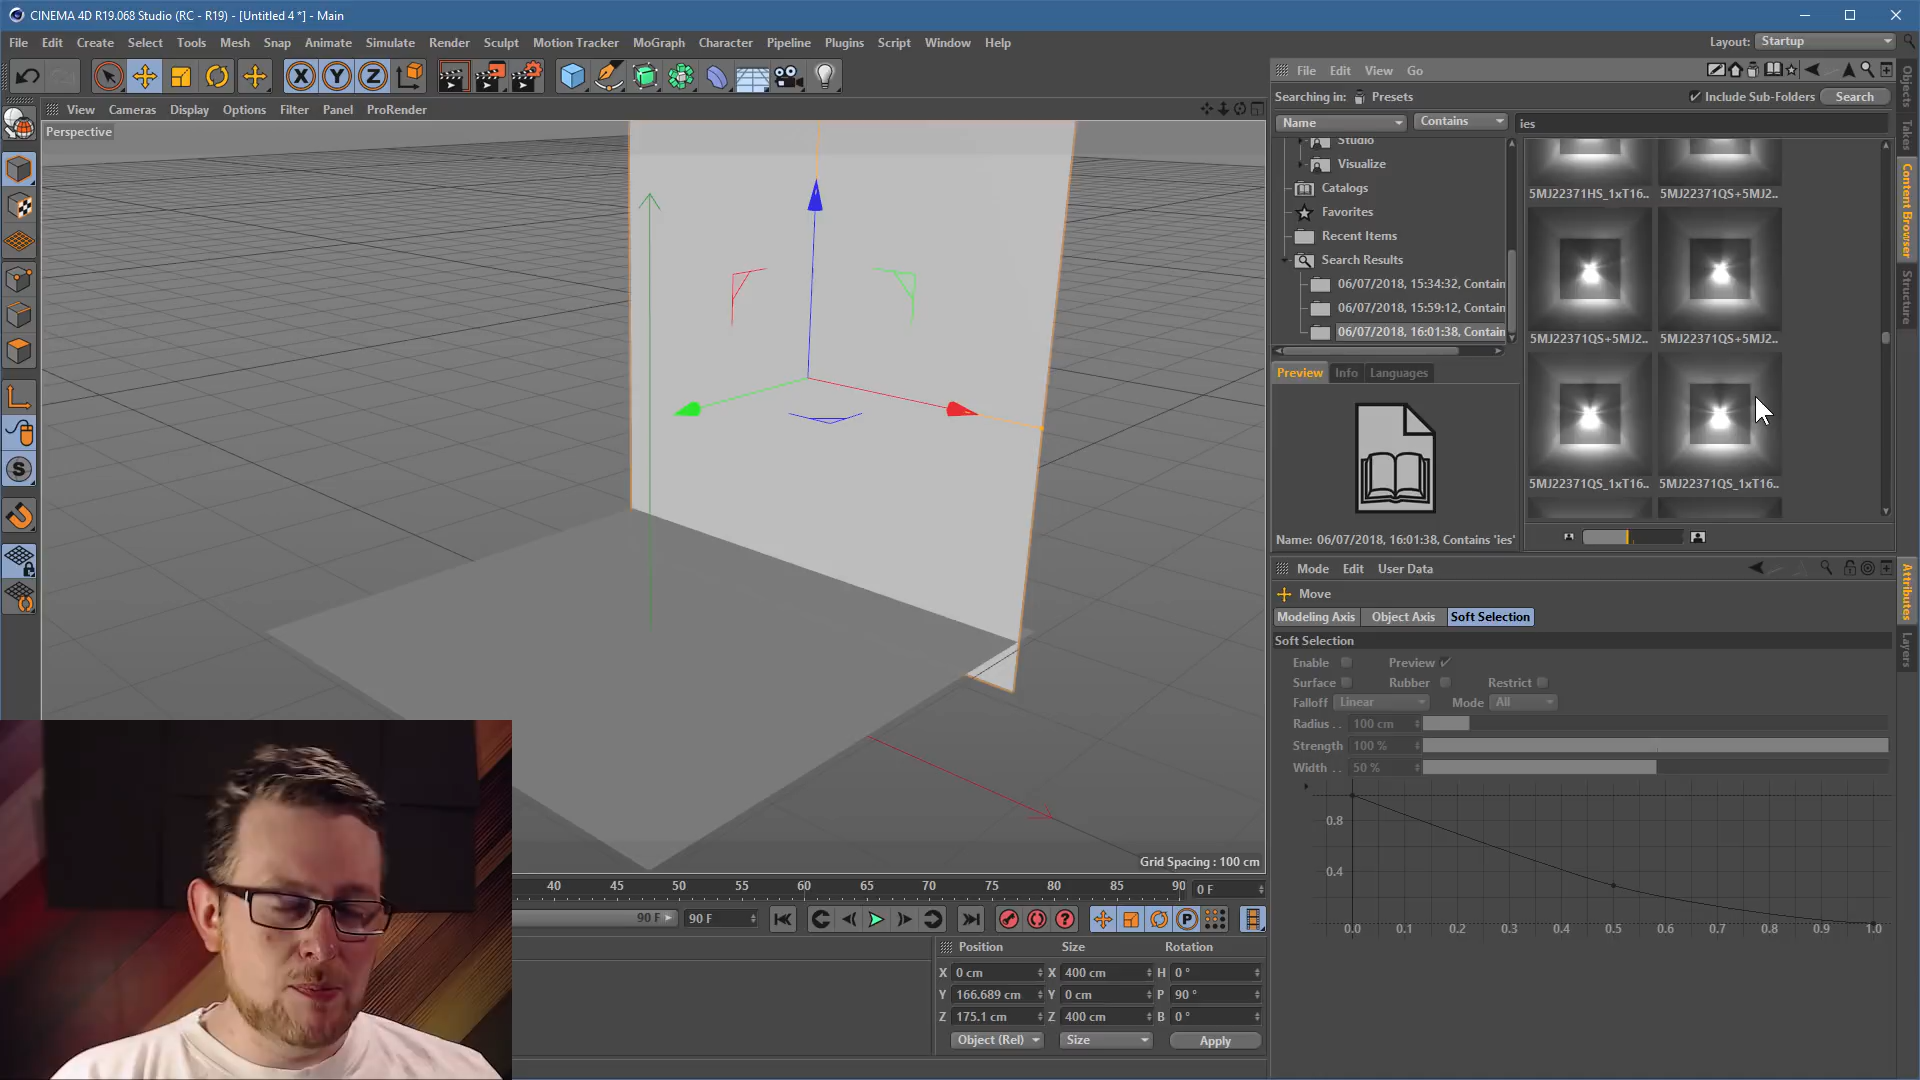 CINEMA 4D R19.068 Studio (RC - R19) - [Untitled 4 *] - Main
File Edit Create Select Tools Mesh Snap Animate Simulate Render Sculpt Motion Tracker MoGraph Character Pipeline Plugins Script Window Help
Layout: Startup
X Y Z
View Cameras Display Options Filter Panel ProRender
Perspective
Grid Spacing : 100 cm
File Edit View Go
Searching in: Presets
Include Sub-Folders Search
Name Contains ies
Studio
Visualize
Catalogs
Favorites
Recent Items
Search Results
06/07/2018, 15:34:32, Contain
06/07/2018, 15:59:12, Contain
06/07/2018, 16:01:38, Contain
5MJ22371HS_1xT16.. 5MJ22371QS+5MJ2..
5MJ22371QS+5MJ2.. 5MJ22371QS+5MJ2..
5MJ22371QS_1xT16.. 5MJ22371QS_1xT16..
Preview Info Languages
Name: 06/07/2018, 16:01:38, Contains 'ies'
Objects
Takes
Content Browser
Structure
Attributes
Layers
Mode Edit User Data
Move
Modeling Axis Object Axis Soft Selection
Soft Selection
Enable Preview
Surface Rubber Restrict
Falloff Linear Mode All
Radius . . 100 cm
Strength 100 %
Width . . 50 %
0.8
0.4
0.0 0.1 0.2 0.3 0.4 0.5 0.6 0.7 0.8 0.9 1.0
40 45 50 55 60 65 70 75 80 85 90 0 F
90 F 90 F
Position Size Rotation
X 0 cm X 400 cm H 0 °
Y 166.689 cm Y 0 cm P 90 °
Z 175.1 cm Z 400 cm B 0 °
Object (Rel) Size Apply